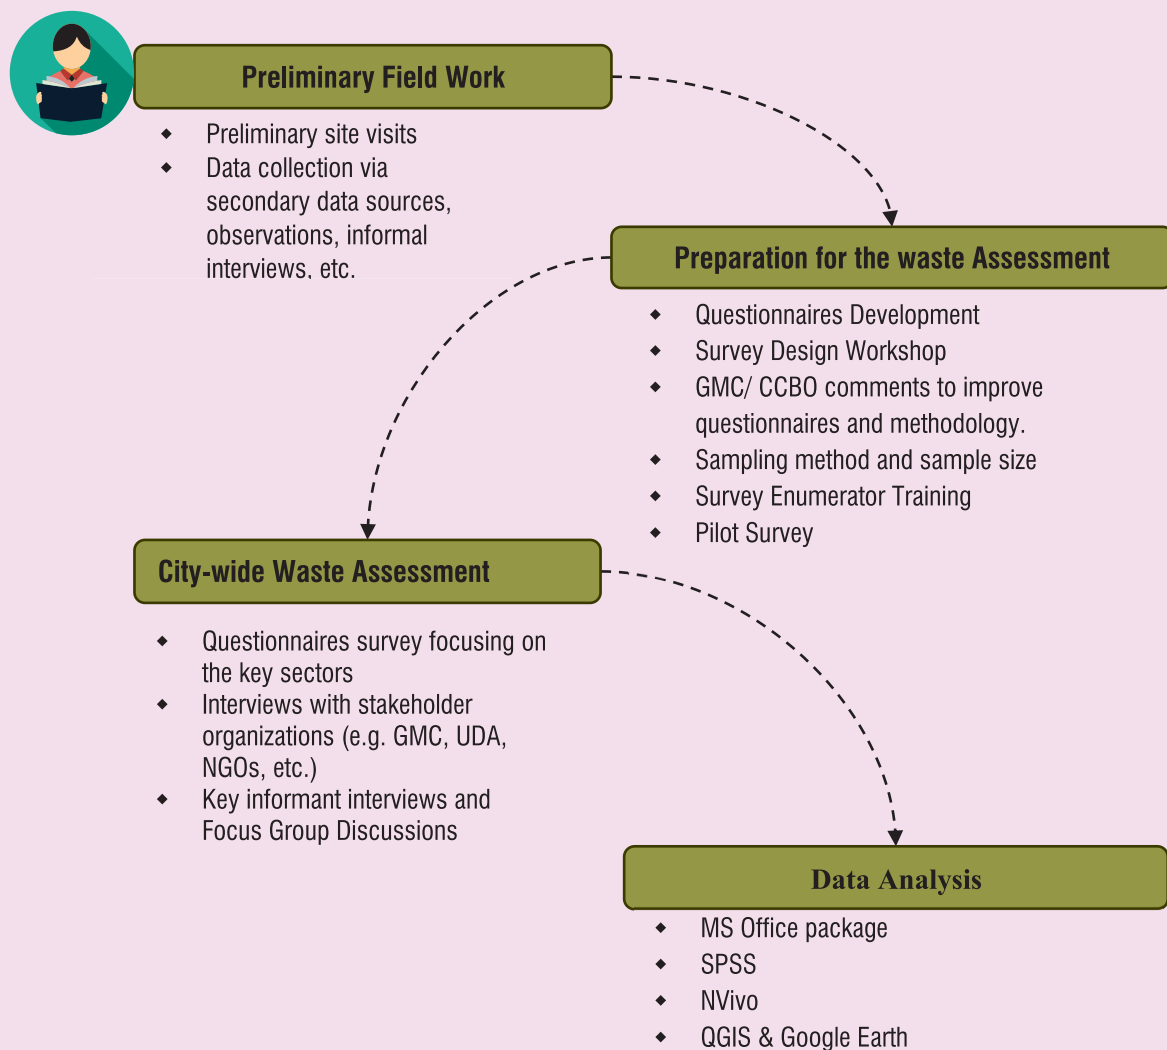 Preliminary Field Work
◆ Preliminary site visits
◆ Data collection via
secondary data sources,
observations, informal
interviews, etc.
Preparation for the waste Assessment
◆ Questionnaires Development
◆ Survey Design Workshop
◆ GMC/ CCBO comments to improve
questionnaires and methodology.
◆ Sampling method and sample size
◆ Survey Enumerator Training
◆ Pilot Survey
City-wide Waste Assessment
◆ Questionnaires survey focusing on
the key sectors
◆ Interviews with stakeholder
organizations (e.g. GMC, UDA,
NGOs, etc.)
◆ Key informant interviews and
Focus Group Discussions
Data Analysis
◆ MS Office package
◆ SPSS
◆ NVivo
◆ QGIS & Google Earth